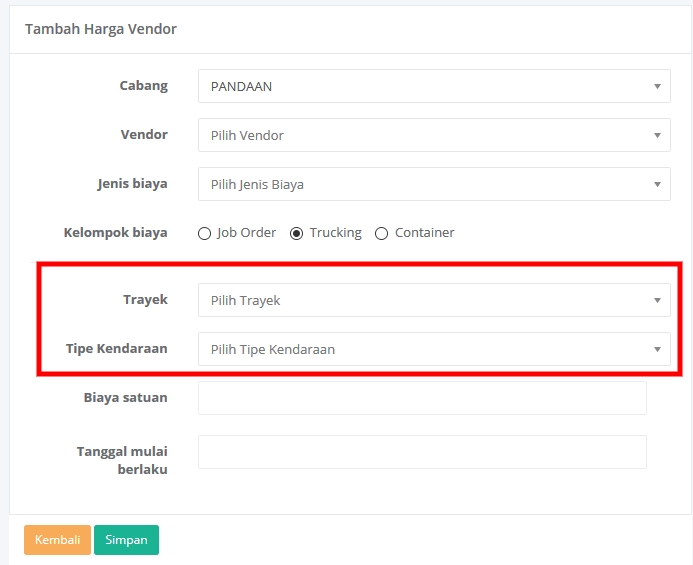 Tambah Harga Vendor
Cabang PANDAAN
Vendor Pilih Vendor
Jenis biaya Pilih Jenis Biaya
Kelompok biaya Job Order Trucking Container
Trayek Pilih Trayek
Tipe Kendaraan Pilih Tipe Kendaraan
Biaya satuan
Tanggal mulai
berlaku
Kembali Simpan